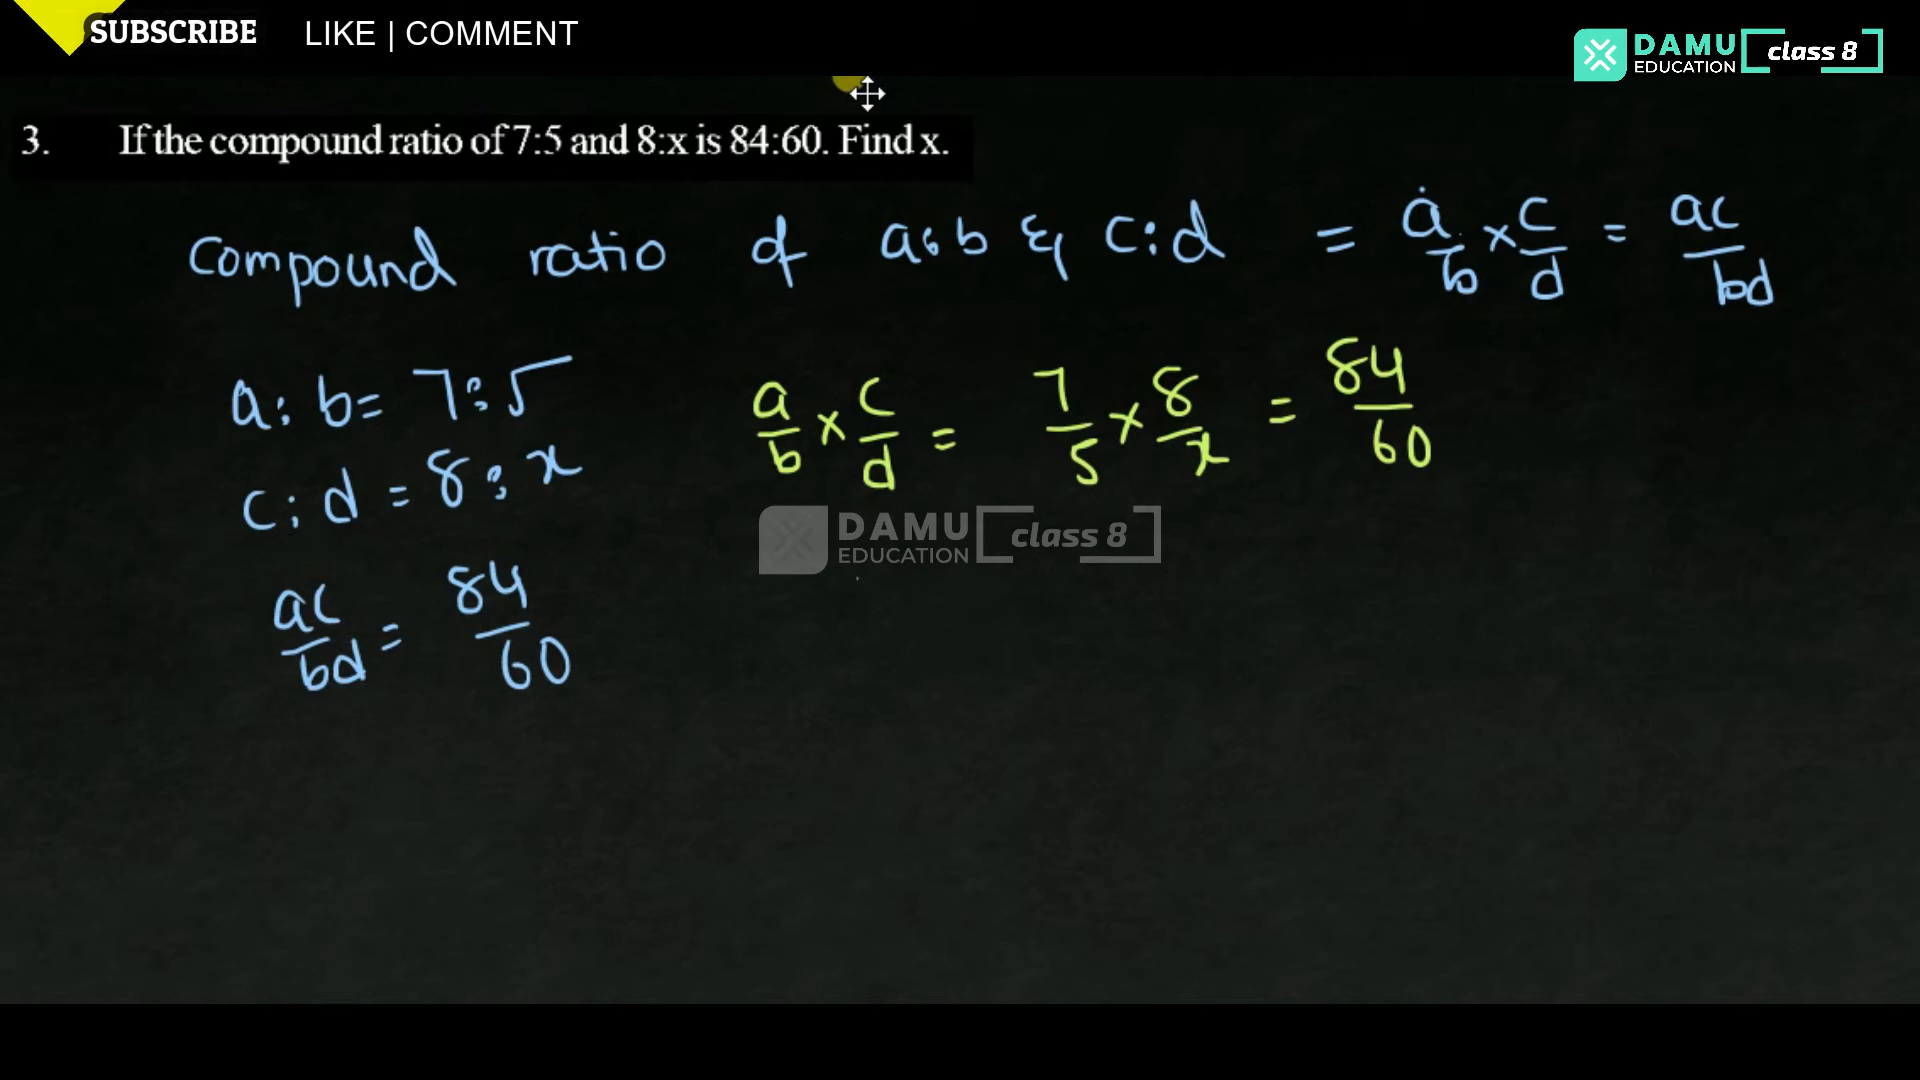 SUBSCRIBE LIKE | COMMENT
DAMU EDUCATION class 8
3. If the compound ratio of 7:5 and 8:x is 84:60. Find x.
compound ratio of a:b & c:d = a/b × c/d = ac/bd
a:b = 7:5
a/b × c/d = 7/5 × 8/x = 84/60
c:d = 8:x
DAMU EDUCATION class 8
ac/bd = 84/60